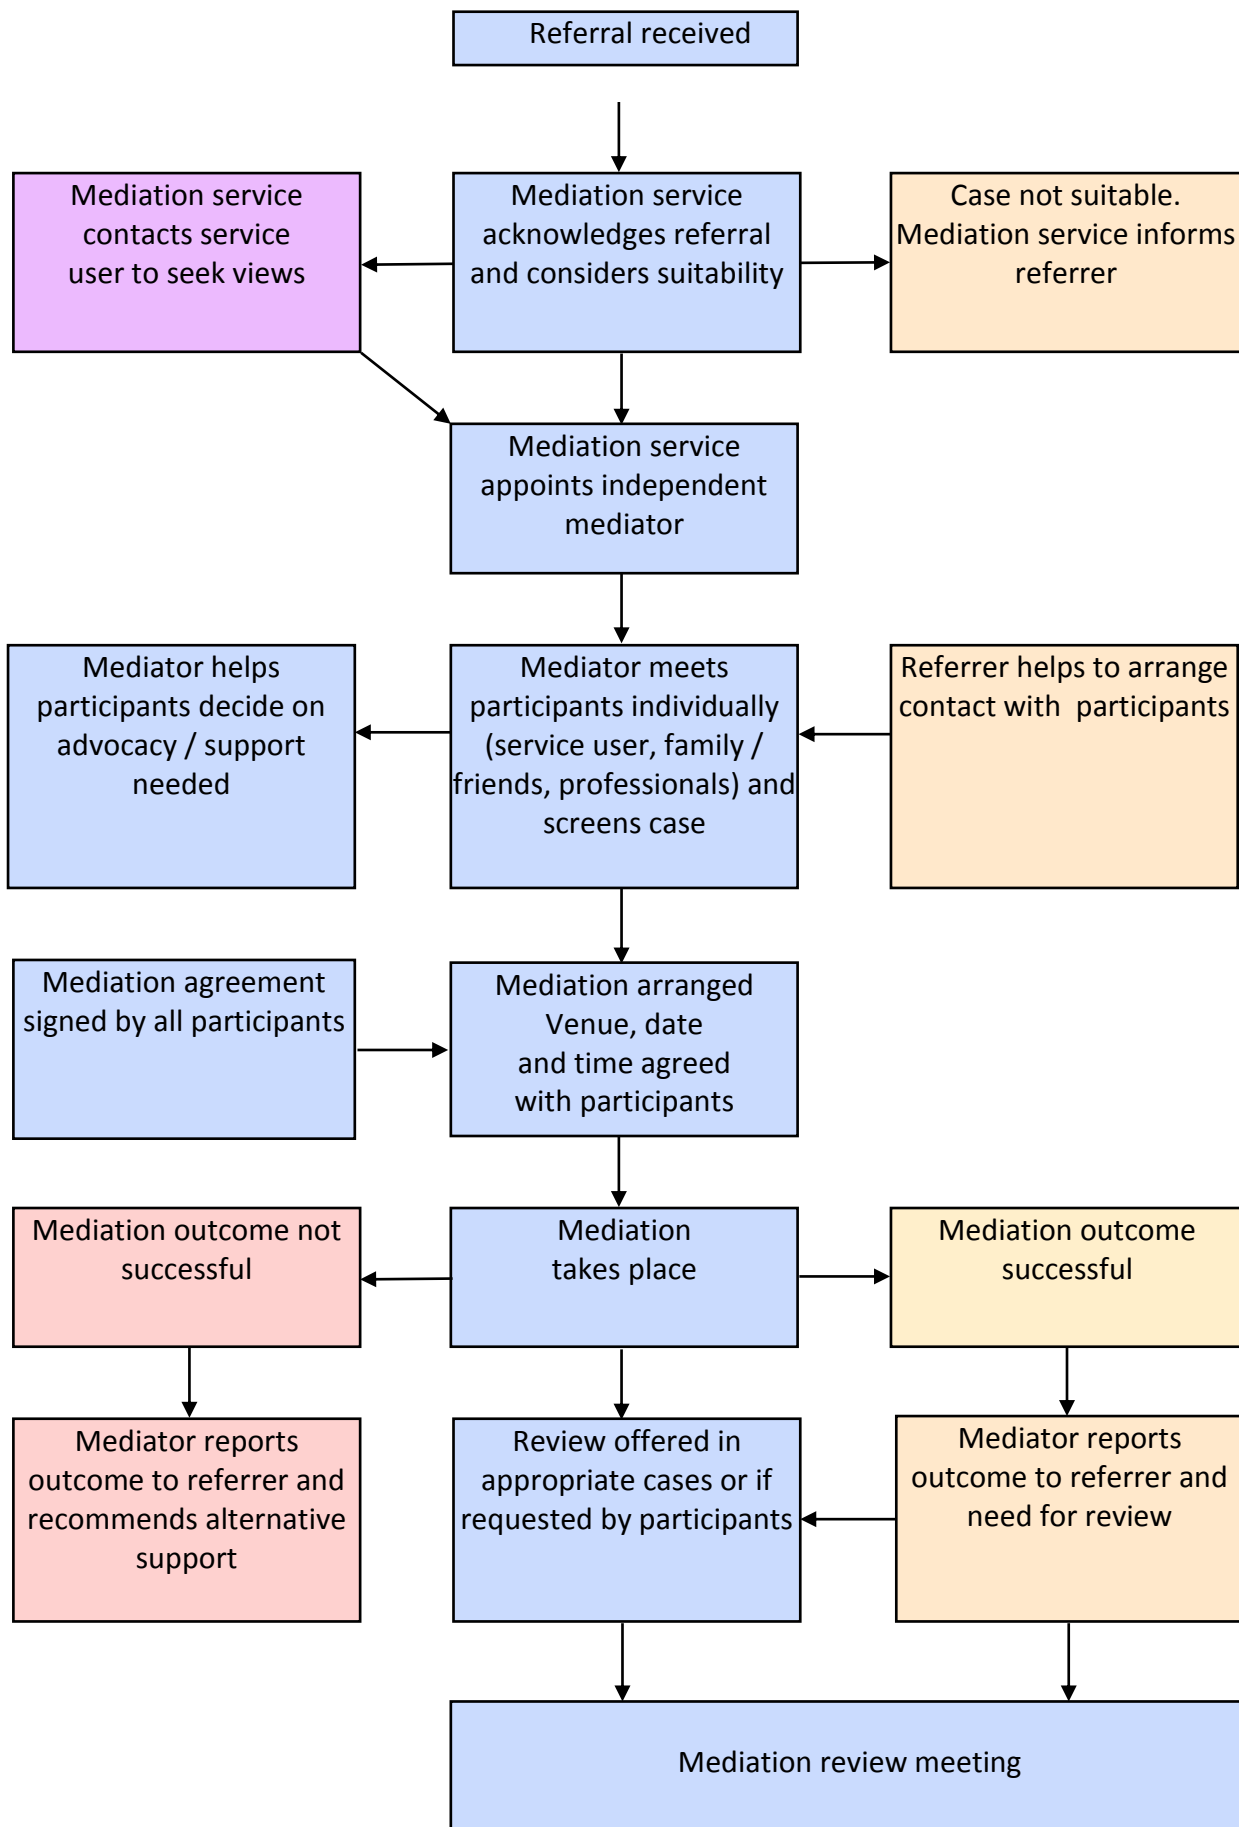 Referral received
Mediation service
contacts service
user to seek views
Mediation service
acknowledges referral
and considers suitability
Case not suitable.
Mediation service informs
referrer
Mediation service
appoints independent
mediator
Mediator helps
participants decide on
advocacy / support
needed
Mediator meets
participants individually
(service user, family /
friends, professionals) and
screens case
Referrer helps to arrange
contact with  participants
Mediation agreement
signed by all participants
Mediation arranged
Venue, date
and time agreed
with participants
Mediation outcome not
successful
Mediation
takes place
Mediation outcome
successful
Mediator reports
outcome to referrer and
recommends alternative
support
Review offered in
appropriate cases or if
requested by participants
Mediator reports
outcome to referrer and
need for review
Mediation review meeting